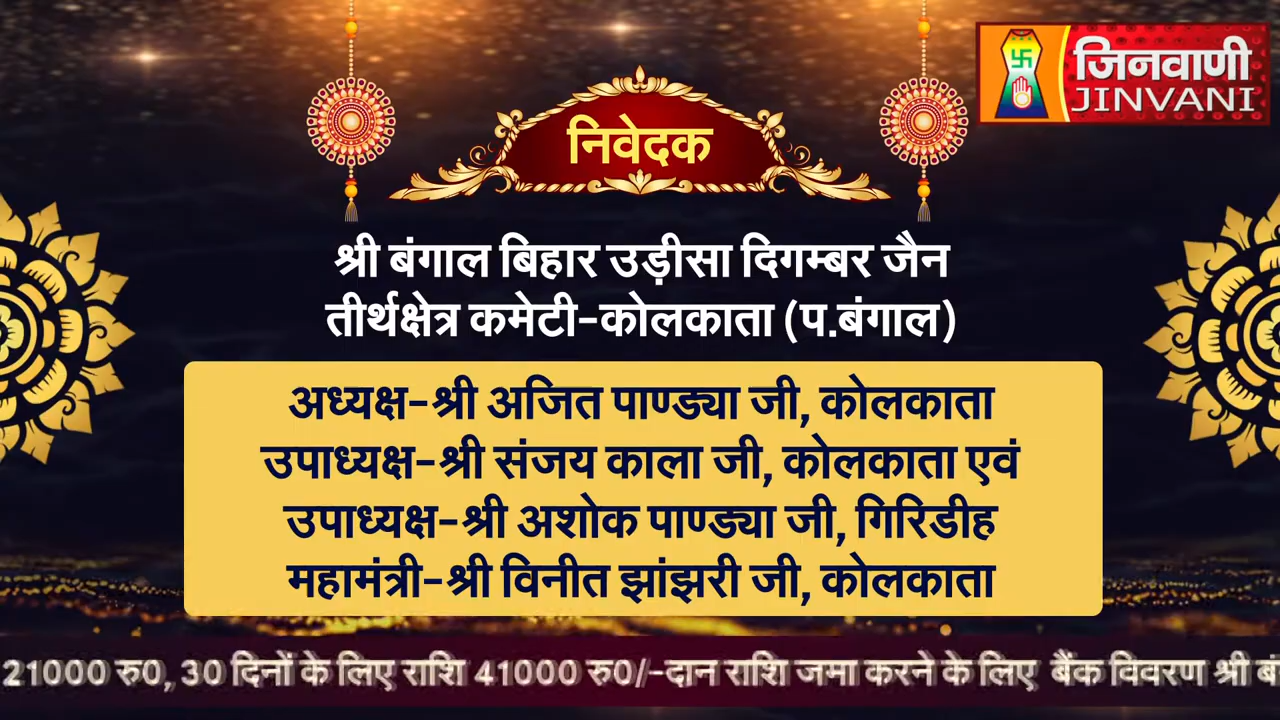 जिनवाणी
JINVANI
निवेदक
श्री बंगाल बिहार उड़ीसा दिगम्बर जैन
तीर्थक्षेत्र कमेटी-कोलकाता (प.बंगाल)
अध्यक्ष-श्री अजित पाण्ड्या जी, कोलकाता
उपाध्यक्ष-श्री संजय काला जी, कोलकाता एवं
उपाध्यक्ष-श्री अशोक पाण्ड्या जी, गिरिडीह
महामंत्री-श्री विनीत झांझरी जी, कोलकाता
21000 रु0, 30 दिनों के लिए राशि 41000 रु0/-दान राशि जमा करने के लिए बैंक विवरण श्री